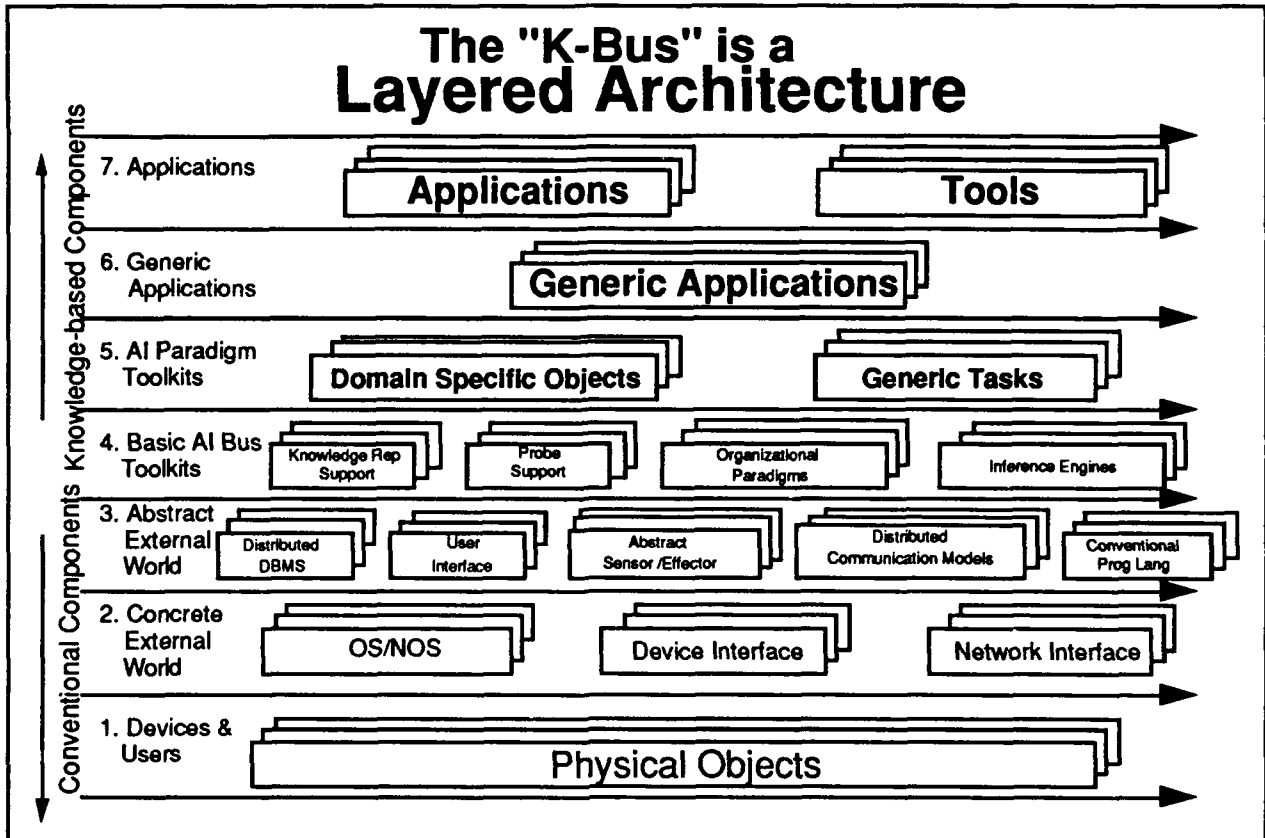 The "K-Bus" is a
Layered Architecture
Knowledge-based Components
Conventional Components
7. Applications
Applications
Tools
6. Generic
Applications
Generic Applications
5. AI Paradigm
Toolkits
Domain Specific Objects
Generic Tasks
4. Basic AI Bus
Toolkits
Knowledge Rep
Support
Probe
Support
Organizational
Paradigms
Inference Engines
3. Abstract
External
World
Distributed
DBMS
User
Interface
Abstract
Sensor /Effector
Distributed
Communication Models
Conventional
Prog Lang
2. Concrete
External
World
OS/NOS
Device Interface
Network Interface
1. Devices &
Users
Physical Objects